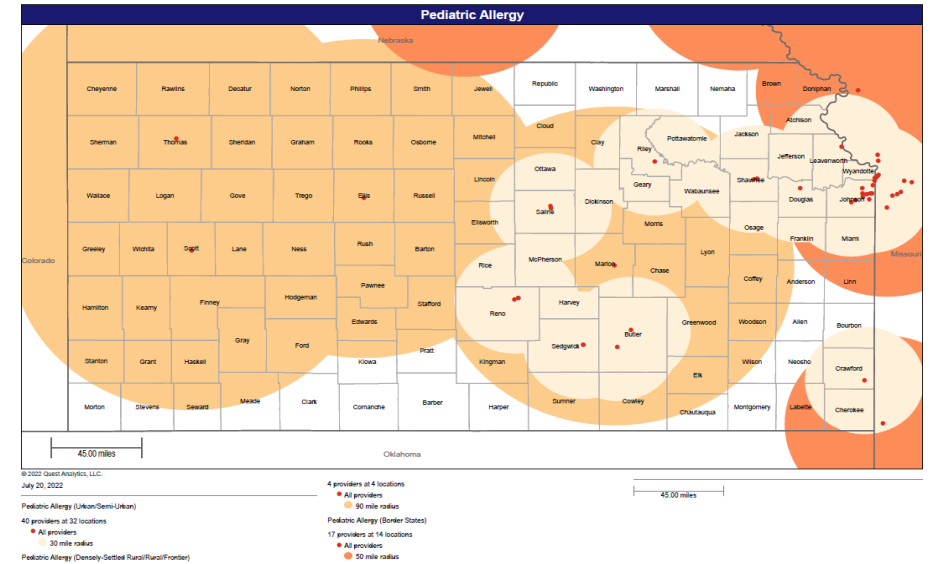 Pediatric Allergy
Nebraska
Cheyenne Rawlins Decatur Norton Phillips Smith Jewell Republic Washington Marshall Nemaha Brown Doniphan
Atchison
Sherman Thomas Sheridan Graham Rooks Osborne Mitchell Cloud Clay Riley Pottawatomie Jackson
Jefferson Leavenworth
Wyandotte
Ottawa
Lincoln
Wallace Logan Gove Trego Ellis Russell Geary Wabaunsee Shawnee Douglas Johnson
Dickinson
Saline
Ellsworth Morris Osage Franklin Miami
Greeley Wichita Scott Lane Ness Rush Barton Lyon
Colorado Rice McPherson Marion Chase Missouri
Coffey Anderson Linn
Pawnee
Hamilton Kearny Finney Hodgeman Stafford Reno Harvey
Edwards Greenwood Woodson Allen Bourbon
Gray Ford Butler
Sedgwick
Pratt
Stanton Grant Haskell Kiowa Kingman Wilson Neosho Crawford
Elk
Morton Stevens Seward Meade Clark Comanche Barber Harper Sumner Cowley Chautauqua Montgomery Labette Cherokee
45.00 miles
Oklahoma
© 2022 Quest Analytics, LLC.
July 20, 2022
Pediatric Allergy (Urban/Semi-Urban)
40 providers at 32 locations
All providers
30 mile radius
Pediatric Allergy (Densely-Settled Rural/Rural/Frontier)
4 providers at 4 locations
All providers
90 mile radius
Pediatric Allergy (Border States)
17 providers at 14 locations
All providers
50 mile radius
45.00 miles